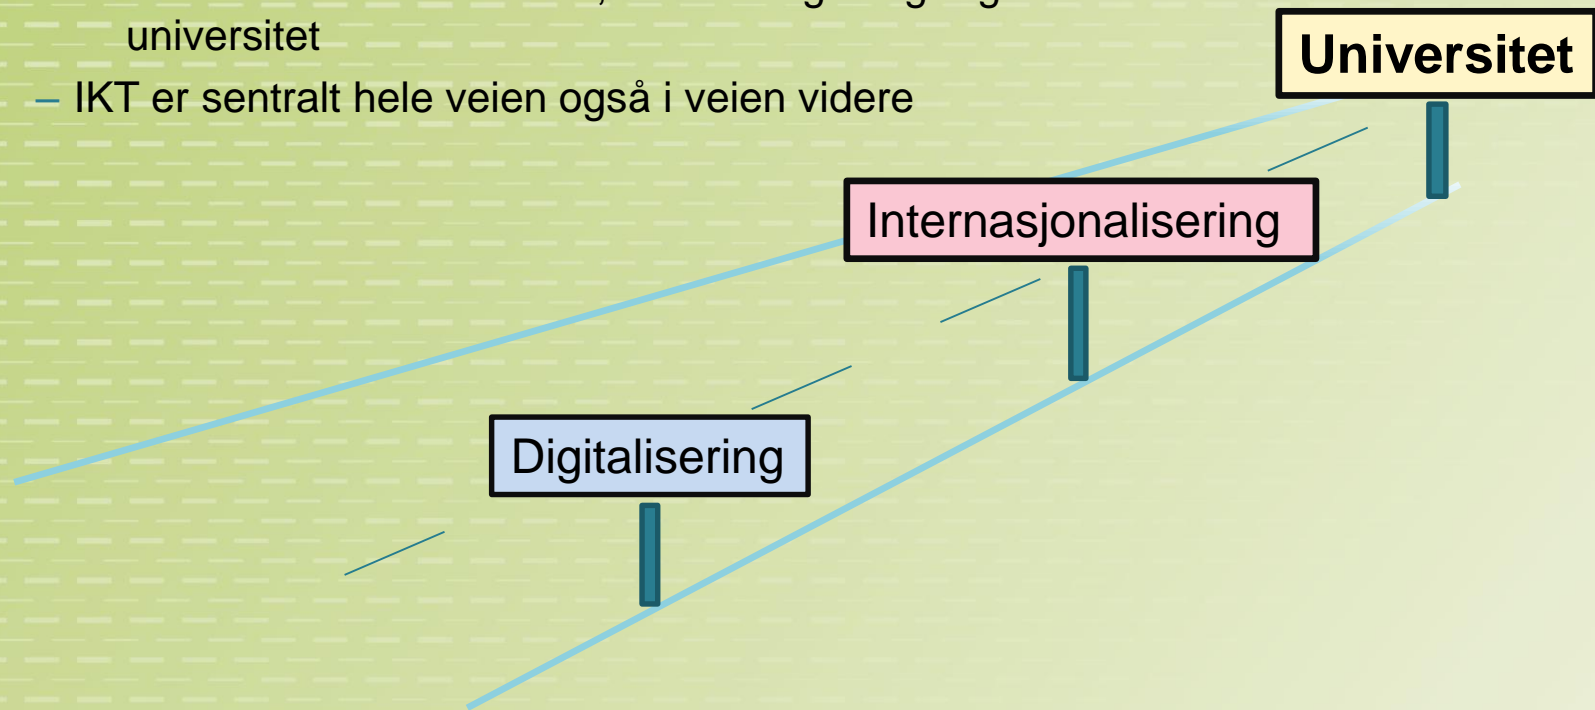 universitet
– IKT er sentralt hele veien også i veien videre
Universitet
Internasjonalisering
Digitalisering